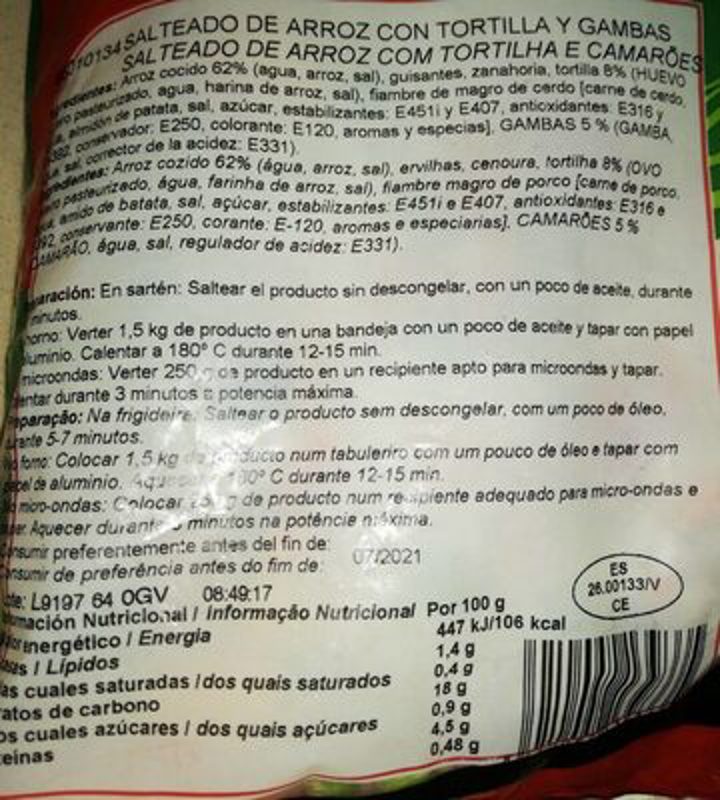 SALTEADO DE ARROZ CON TORTILLA Y GAMBAS
SALTEADO DE ARROZ COM TORTILHA E CAMARÕES
Arroz cocido 62% (agua, arroz, sal), guisantes, zanahoria, tortilla 8% (HUEVO
pasteurizado, agua, harina de arroz, sal), fiambre de magro de cerdo [carne de cerdo,
almidón de patata, sal, azúcar, estabilizantes: E451i y E407, antioxidantes: E316 y
conservador: E250, colorante: E120, aromas y especias], GAMBAS 5 % (GAMBA,
sal, corrector de la acidez: E331).
Arroz cozido 62% (água, arroz, sal), ervilhas, cenoura, tortilha 8% (OVO
pasteurizado, água, farinha de arroz, sal), fiambre magro de porco [carne de porco,
amido de batata, sal, açúcar, estabilizantes: E451i e E407, antioxidantes: E316 e
conservante: E250, corante: E-120, aromas e especiarias]. CAMARÕES 5 %
CAMARÃO, água, sal, regulador de acidez: E331).
En sartén: Saltear el producto sin descongelar, con un poco de aceite, durante
minutos.
horno: Verter 1,5 kg de producto en una bandeja con un poco de aceite y tapar con papel
Calentar a 180° C durante 12-15 min.
microondas: Verter 250 g de producto en un recipiente apto para microondas y tapar.
durante 3 minutos a potencia máxima.
Na frigideira: Saltear o producto sem descongelar, com um poco de óleo,
5-7 minutos.
forno: Colocar 1,5 kg producto num tabuleriro com um pouco de óleo e tapar com
de aluminio. 180° C durante 12-15 min.
micro-ondas: Colocar de producto num recipiente adequado para micro-ondas e
Aquecer durante minutos na potência máxima.
Consumir preferentemente antes del fin de:
Consumir de preferência antes do fim de: 07/2021
L9197 64 OGV 08:49:17
ES
26.00133/V
CE
Nutricional / Informação Nutricional Por 100 g
energético / Energia 447 kJ/106 kcal
/ Lípidos 1,4 g
las cuales saturadas / dos quais saturados 0,4 g
de carbono 18 g
los cuales azúcares / dos quais açúcares 0,9 g
4,5 g
0,48 g